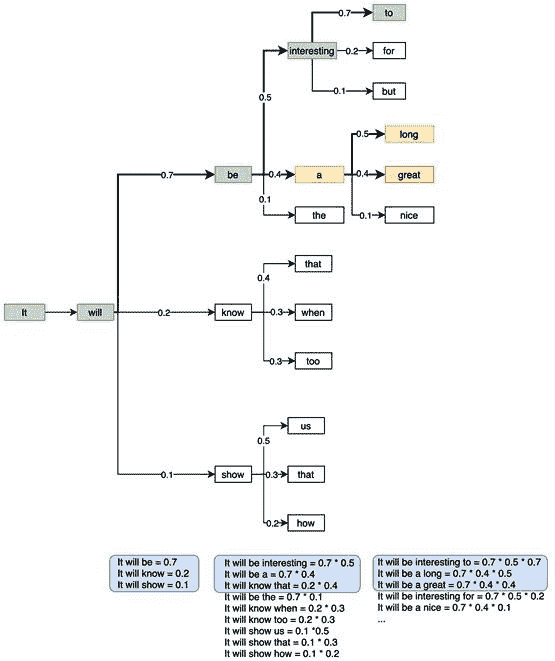 0.7
to
interesting
0.2
for
0.1
but
0.5
0.5
long
0.7
be
0.4
a
0.4
great
0.1
the
0.1
nice
that
0.4
It
will
0.2
know
0.3
when
0.3
too
us
0.5
0.1
show
0.3
that
0.2
how
It will be = 0.7
It will know = 0.2
It will show = 0.1
It will be interesting = 0.7 * 0.5
It will be a = 0.7 * 0.4
It will know that = 0.2 * 0.4
It will be the = 0.7 * 0.1
It will know when = 0.2 * 0.3
It will know too = 0.2 * 0.3
It will show us = 0.1 *0.5
It will show that = 0.1 * 0.3
It will show how = 0.1 * 0.2
It will be interesting to = 0.7 * 0.5 * 0.7
It will be a long = 0.7 * 0.4 * 0.5
It will be a great = 0.7 * 0.4 * 0.4
It will be interesting for = 0.7 * 0.5 * 0.2
It will be a nice = 0.7 * 0.4 * 0.1
...